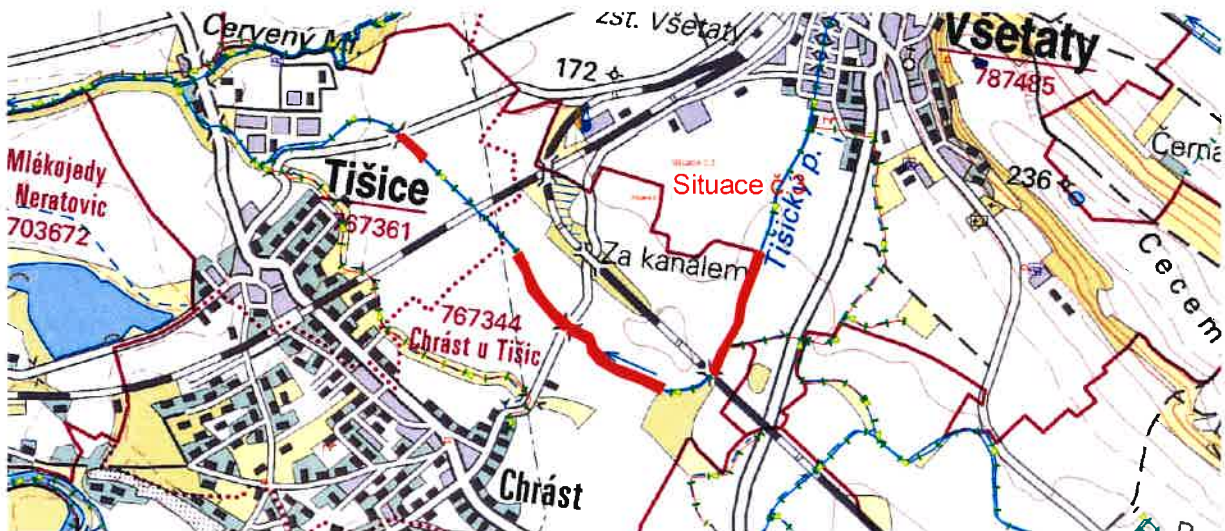 Červený Ml.
žst. Všetaty
Všetaty
787485
172
Černá
Mlékojedy
Neratovic
703672
Tišice
767361
Situace Č
Tišický p.
236
Za kanálem
Cecem
767344
Chrást u Tišic
Chrást